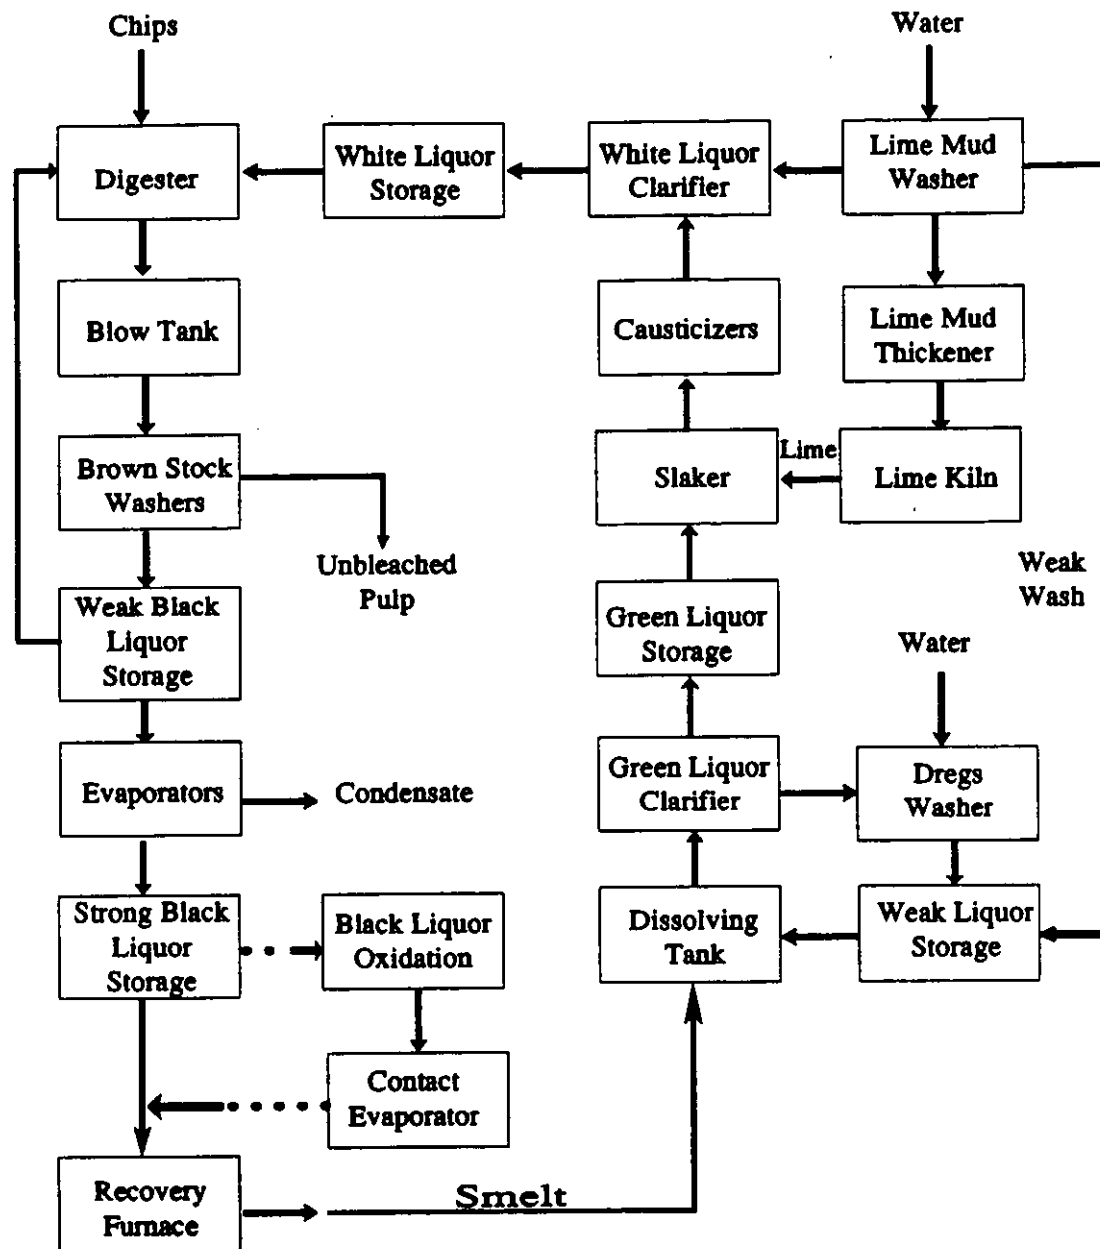 Chips
Water
Digester
White Liquor
Storage
White Liquor
Clarifier
Lime Mud
Washer
Blow Tank
Causticizers
Lime Mud
Thickener
Brown Stock
Washers
Slaker
Lime
Lime Kiln
Unbleached
Pulp
Weak
Wash
Weak Black
Liquor
Storage
Green Liquor
Storage
Water
Evaporators
Condensate
Green Liquor
Clarifier
Dregs
Washer
Strong Black
Liquor
Storage
Black Liquor
Oxidation
Dissolving
Tank
Weak Liquor
Storage
Contact
Evaporator
Recovery
Furnace
Smelt